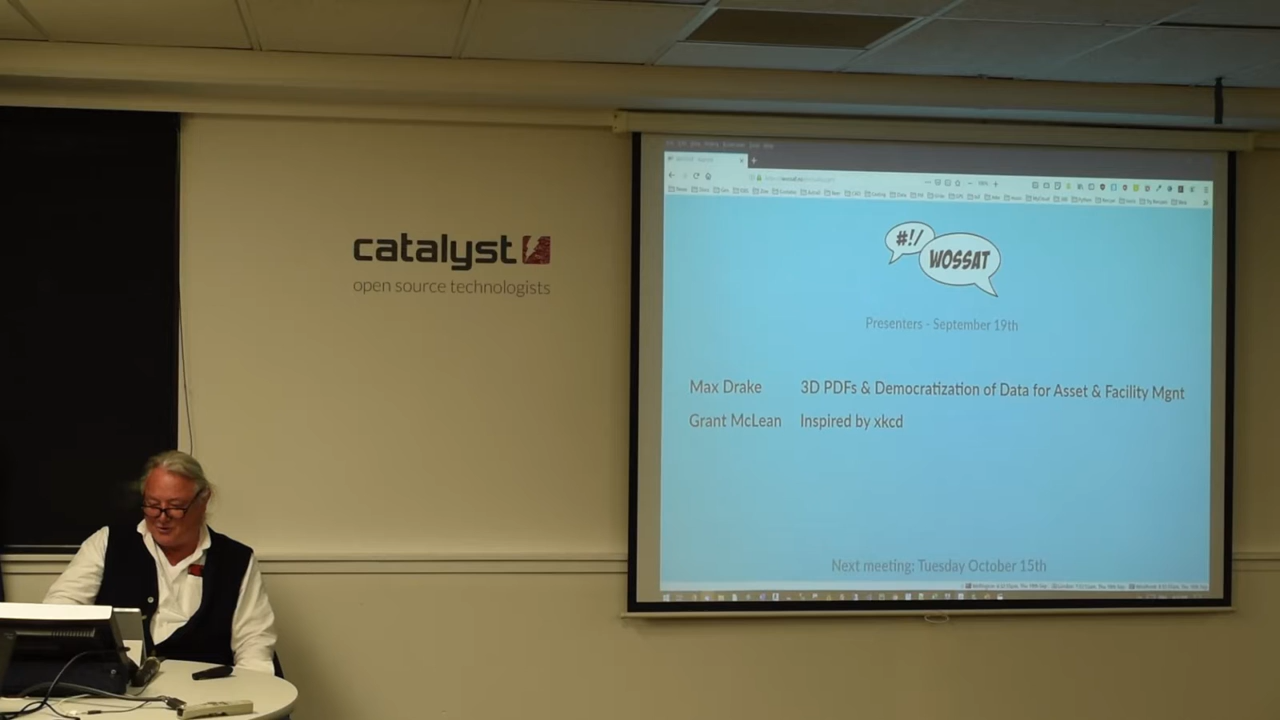 catalyst
open source technologists
#!/
WOSSAT
Presenters - September 19th
Max Drake 3D PDFs & Democratization of Data for Asset & Facility Mgnt
Grant McLean Inspired by xkcd
Next meeting: Tuesday October 15th